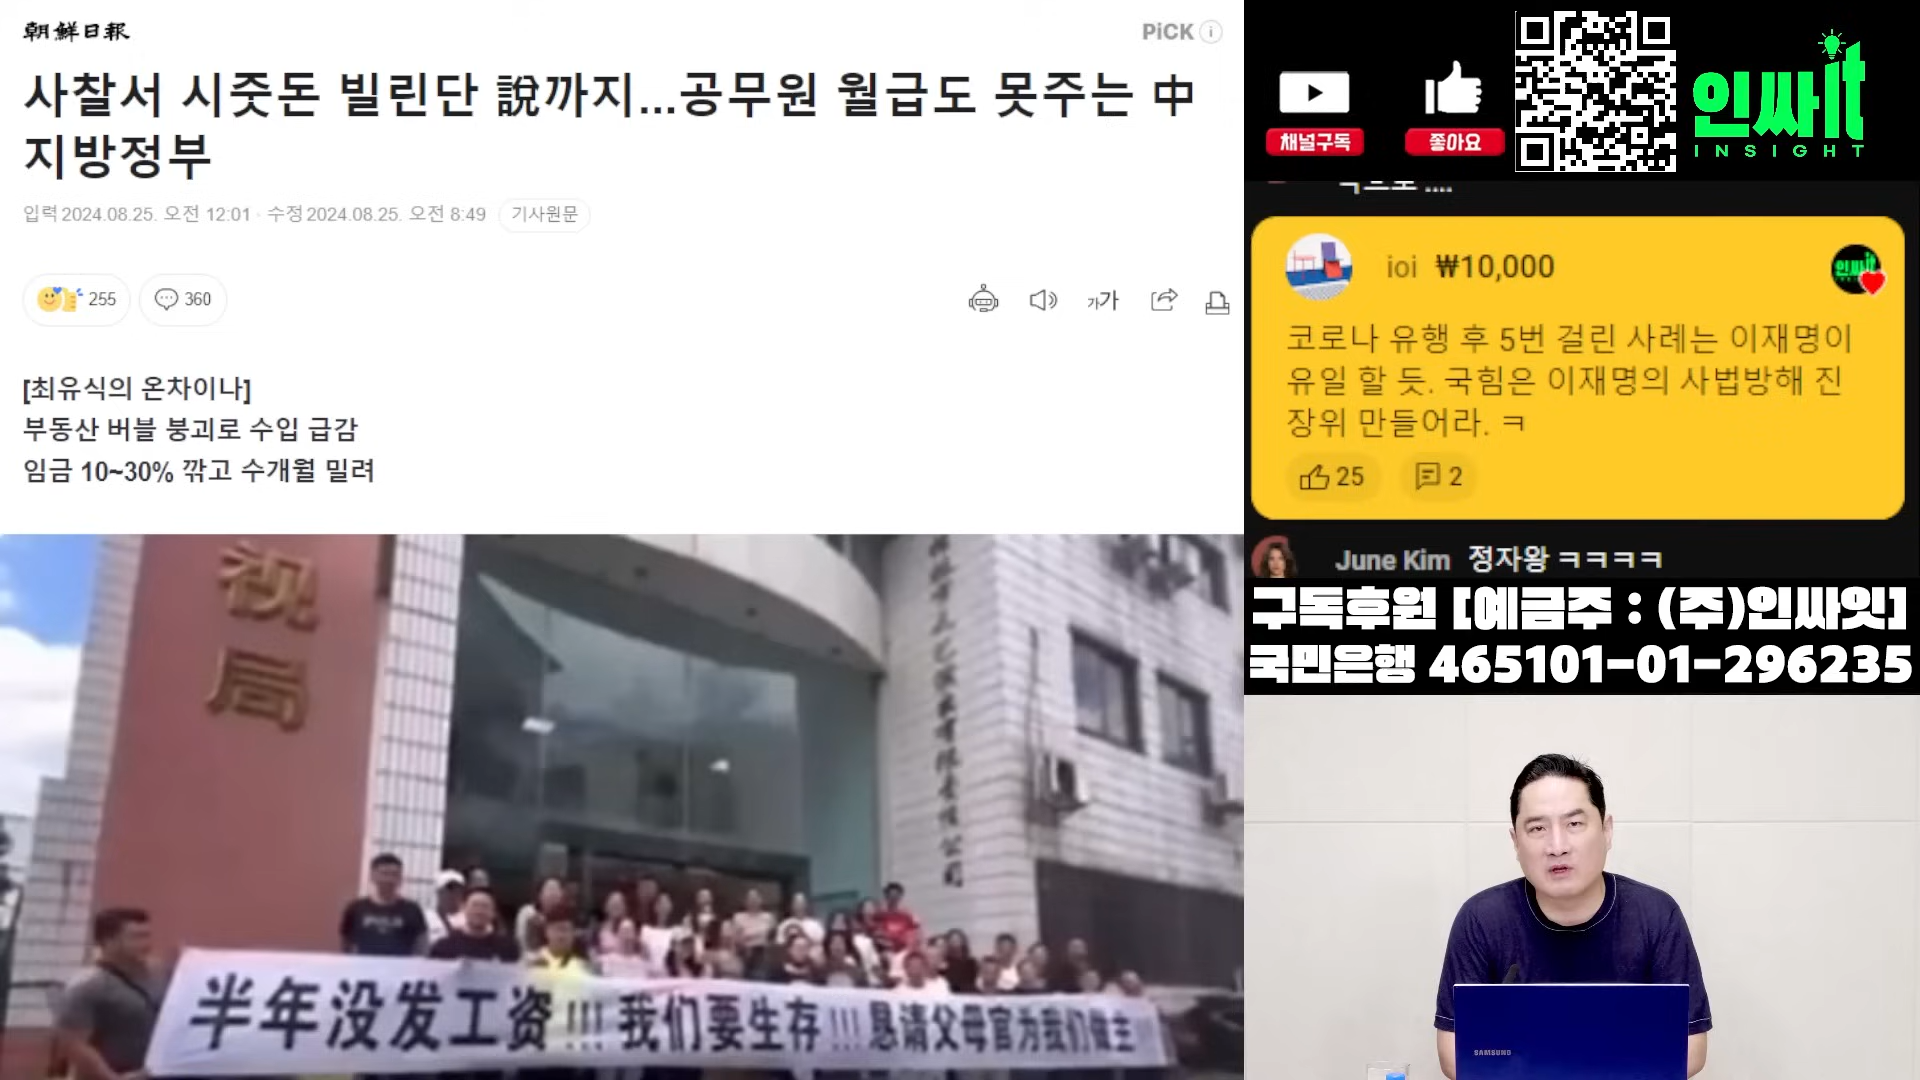 朝鮮日報
PiCK
사찰서 시줏돈 빌린단 說까지...공무원 월급도 못주는 中
지방정부
입력 2024.08.25. 오전 12:01 · 수정 2024.08.25. 오전 8:49 기사원문
255 360
가가
[최유식의 온차이나]
부동산 버블 붕괴로 수입 급감
임금 10~30% 깎고 수개월 밀려
视局
半年没发工资!!!我们要生存!!!恳请父母官为我们做主
채널구독
좋아요
인싸it
INSIGHT
ioi ₩10,000
인싸it
코로나 유행 후 5번 걸린 사례는 이재명이
유일 할 듯. 국힘은 이재명의 사법방해 진
장위 만들어라. ㅋ
25 2
June Kim 정자왕 ㅋㅋㅋㅋ
구독후원 [예금주 : (주)인싸잇]
국민은행 465101-01-296235
SAMSUNG